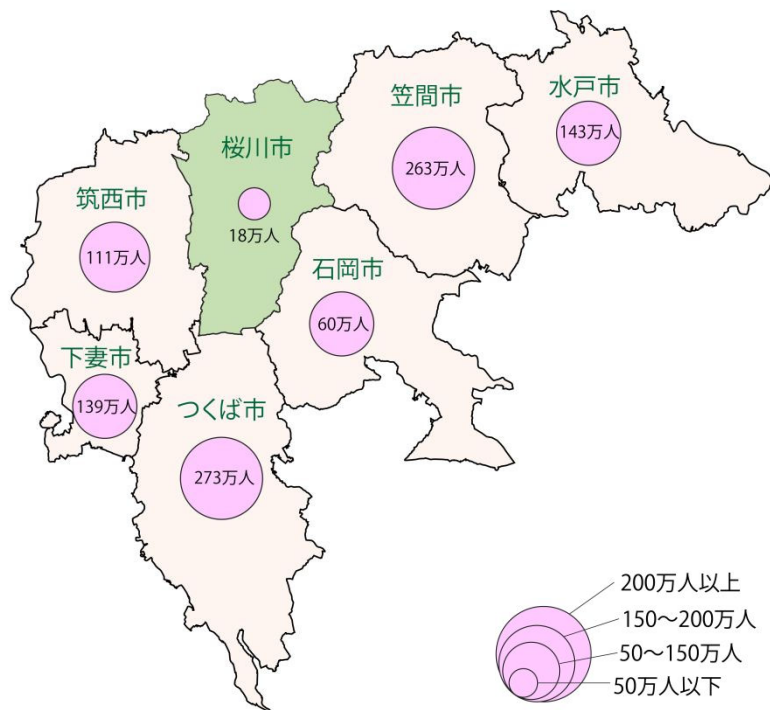 水戸市
143万人
笠間市
263万人
桜川市
18万人
筑西市
111万人
石岡市
60万人
下妻市
139万人
つくば市
273万人
200万人以上
150〜200万人
50〜150万人
50万人以下